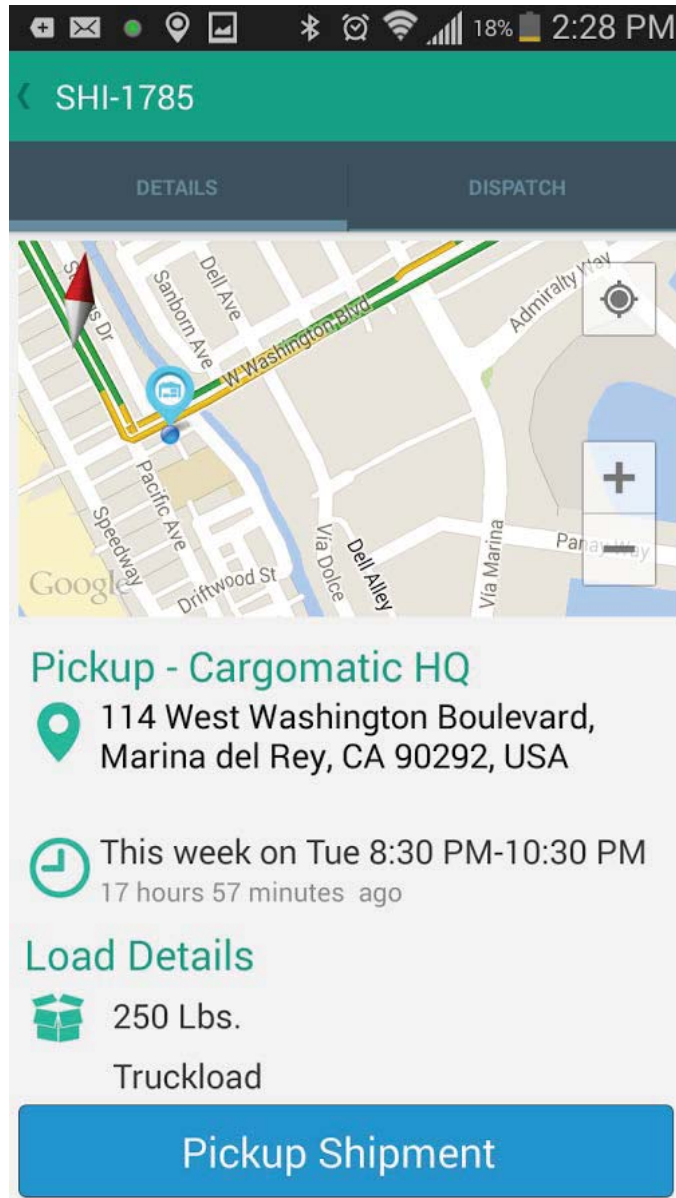 18% 2:28 PM
SHI-1785
DETAILS
DISPATCH
Sanborn Ave
Dell Ave
W Washington Blvd
Admiralty Way
Pacific Ave
Speedway
Driftwood St
Via Dolce
Dell Alley
Via Marina
Panay Way
Google
+
−
Pickup - Cargomatic HQ
114 West Washington Boulevard,
Marina del Rey, CA 90292, USA
This week on Tue 8:30 PM-10:30 PM
17 hours 57 minutes ago
Load Details
250 Lbs.
Truckload
Pickup Shipment